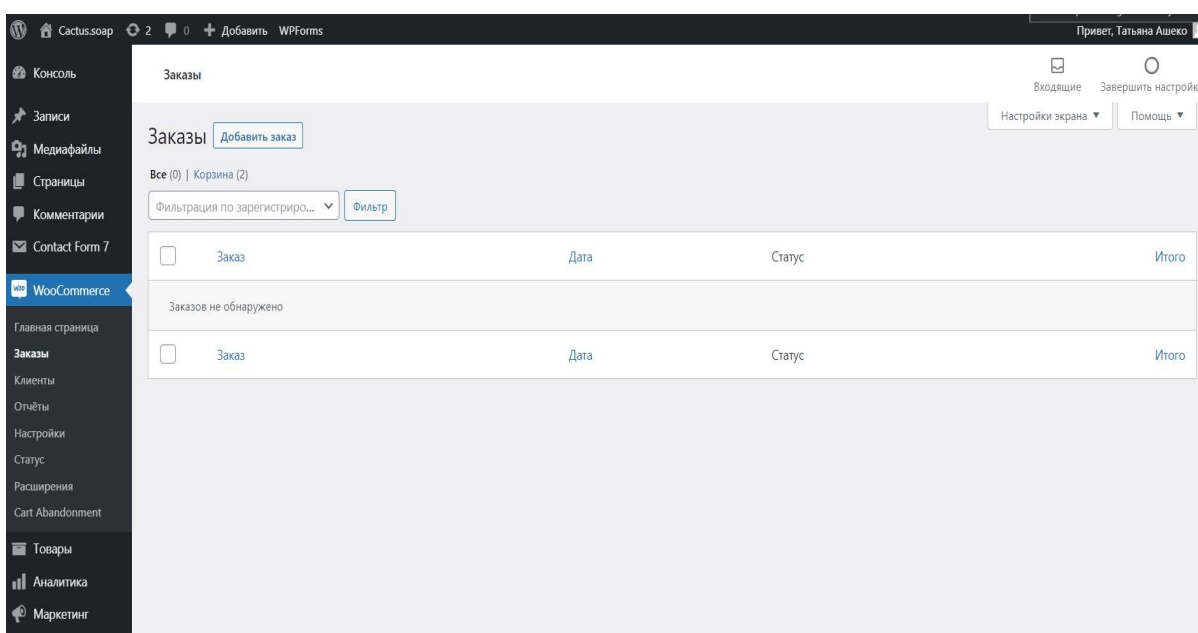 Cactus.soap 2 0 Добавить WPForms Привет, Татьяна Ашеко
Консоль
Записи
Медиафайлы
Страницы
Комментарии
Contact Form 7
WooCommerce
Главная страница
Заказы
Клиенты
Отчёты
Настройки
Статус
Расширения
Cart Abandonment
Товары
Аналитика
Маркетинг
Заказы
Входящие Завершить настройк
Настройки экрана ▼ Помощь ▼
Заказы Добавить заказ
Все (0) | Корзина (2)
Фильтрация по зарегистриро... Фильтр
Заказ Дата Статус Итого
Заказов не обнаружено
Заказ Дата Статус Итого